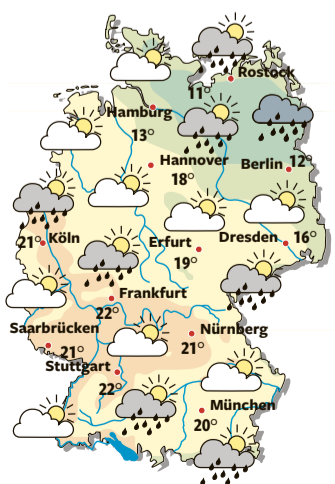 Rostock
11°
Hamburg
13°
Hannover
18°
Berlin 12°
21° Köln
Erfurt
19°
Dresden 16°
Frankfurt
22°
Saarbrücken
21°
Nürnberg
21°
Stuttgart
22°
München
20°